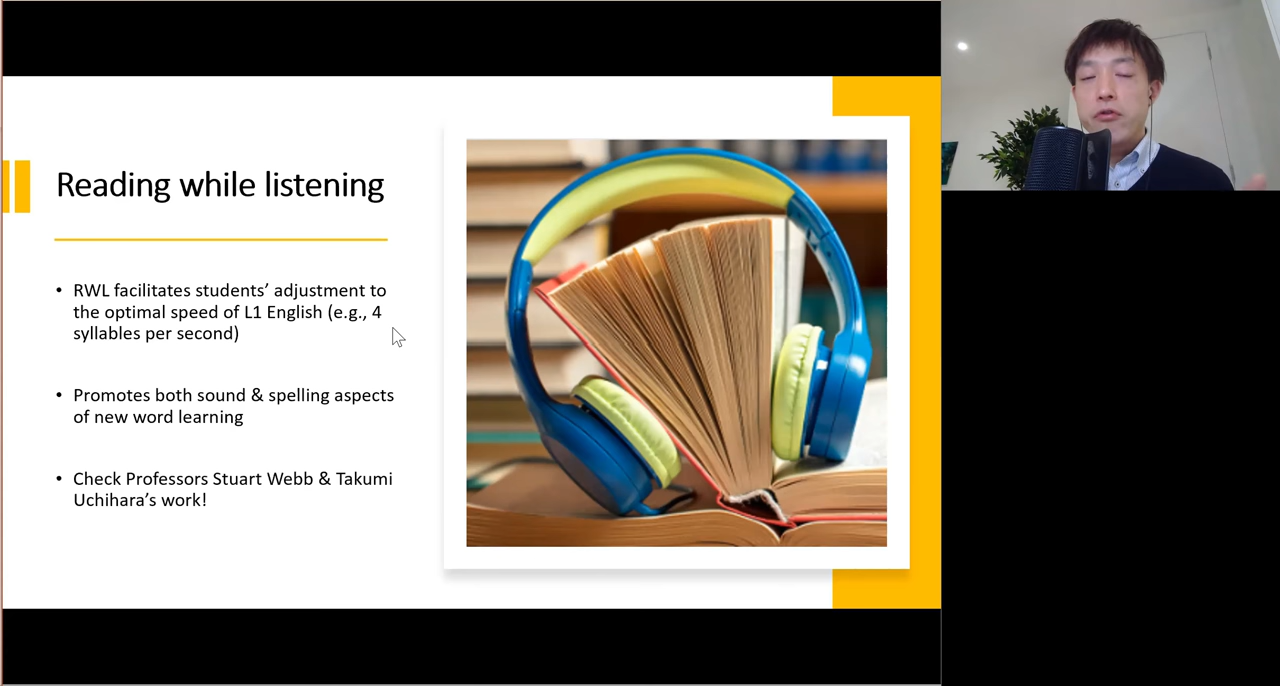 Reading while listening
• RWL facilitates students’ adjustment to
the optimal speed of L1 English (e.g., 4
syllables per second)
• Promotes both sound & spelling aspects
of new word learning
• Check Professors Stuart Webb & Takumi
Uchihara’s work!